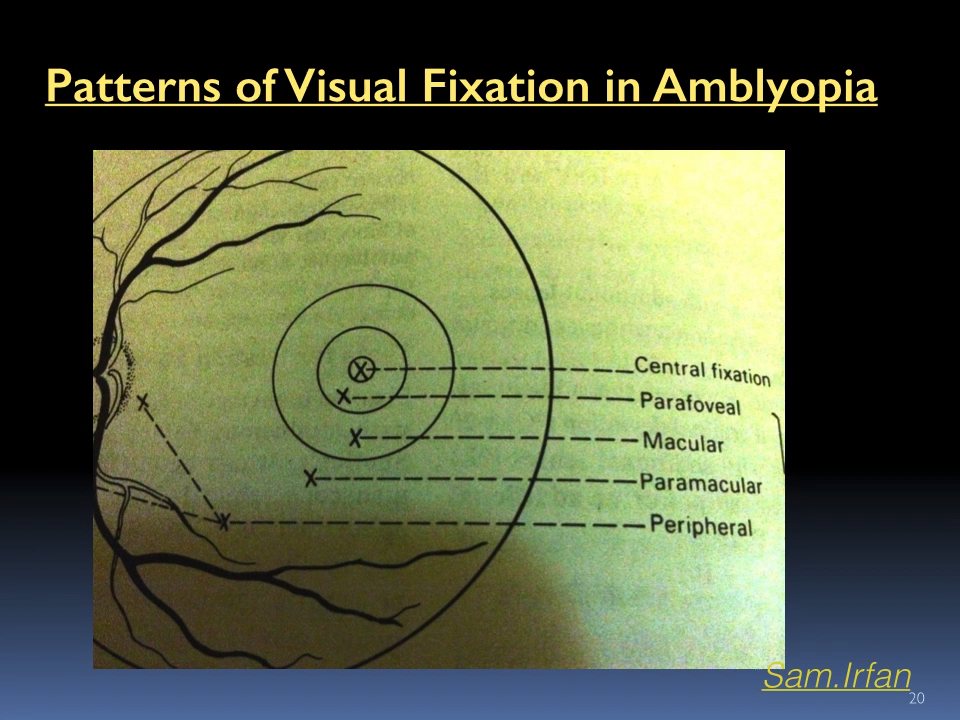 Patterns of Visual Fixation in Amblyopia
Central fixation
Parafoveal
Macular
Paramacular
Peripheral
Sam.Irfan
20